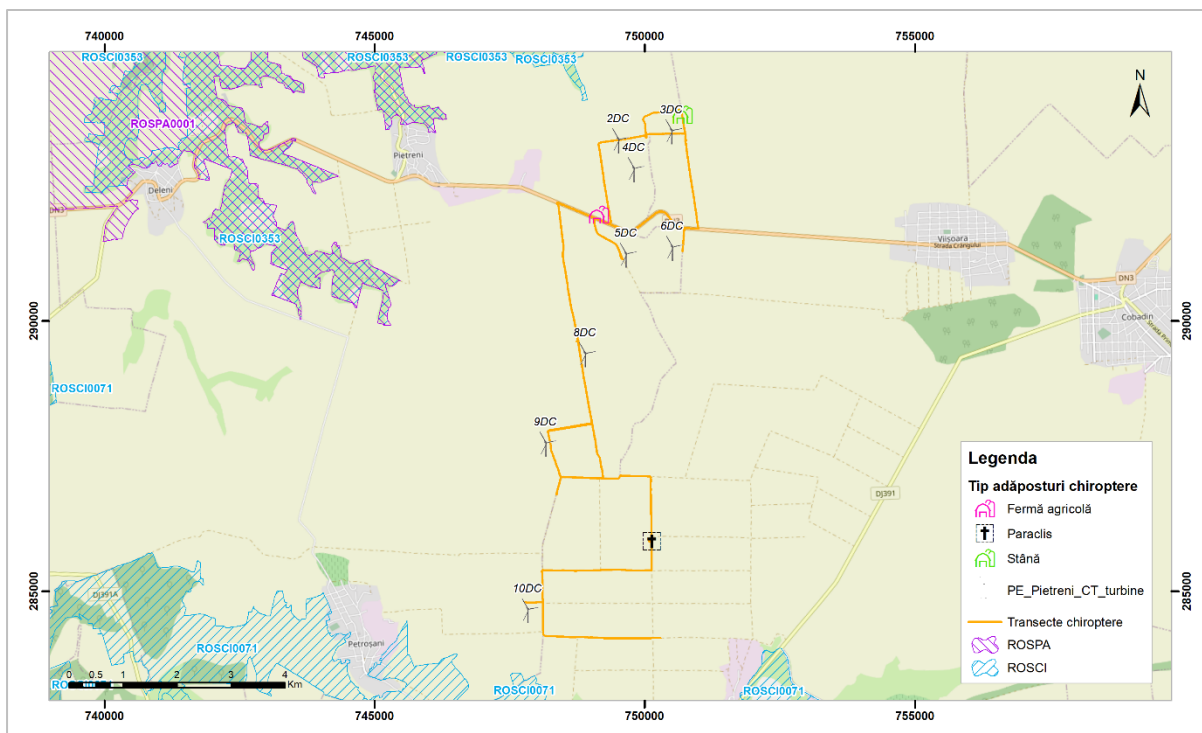 740000
745000
750000
755000
ROSCI0353
ROSCI0353
ROSCI0353
ROSCI0353
N
ROSPA0001
2DC
3DC
4DC
Pietreni
Deleni
DN3
5DC
6DC
Viișoara
Strada Crângului
ROSCI0353
DN3
Cobadin
290000
290000
8DC
ROSCI0071
9DC
DJ391
Legenda
Tip adăposturi chiroptere
Fermă agricolă
Paraclis
Stână
PE_Pietreni_CT_turbine
Transecte chiroptere
ROSPA
ROSCI
285000
285000
DJ391A
10DC
Petroșani
ROSCI0071
ROSCI0071
ROSCI0071
0 0.5 1 2 3 4
Km
740000
745000
750000
755000